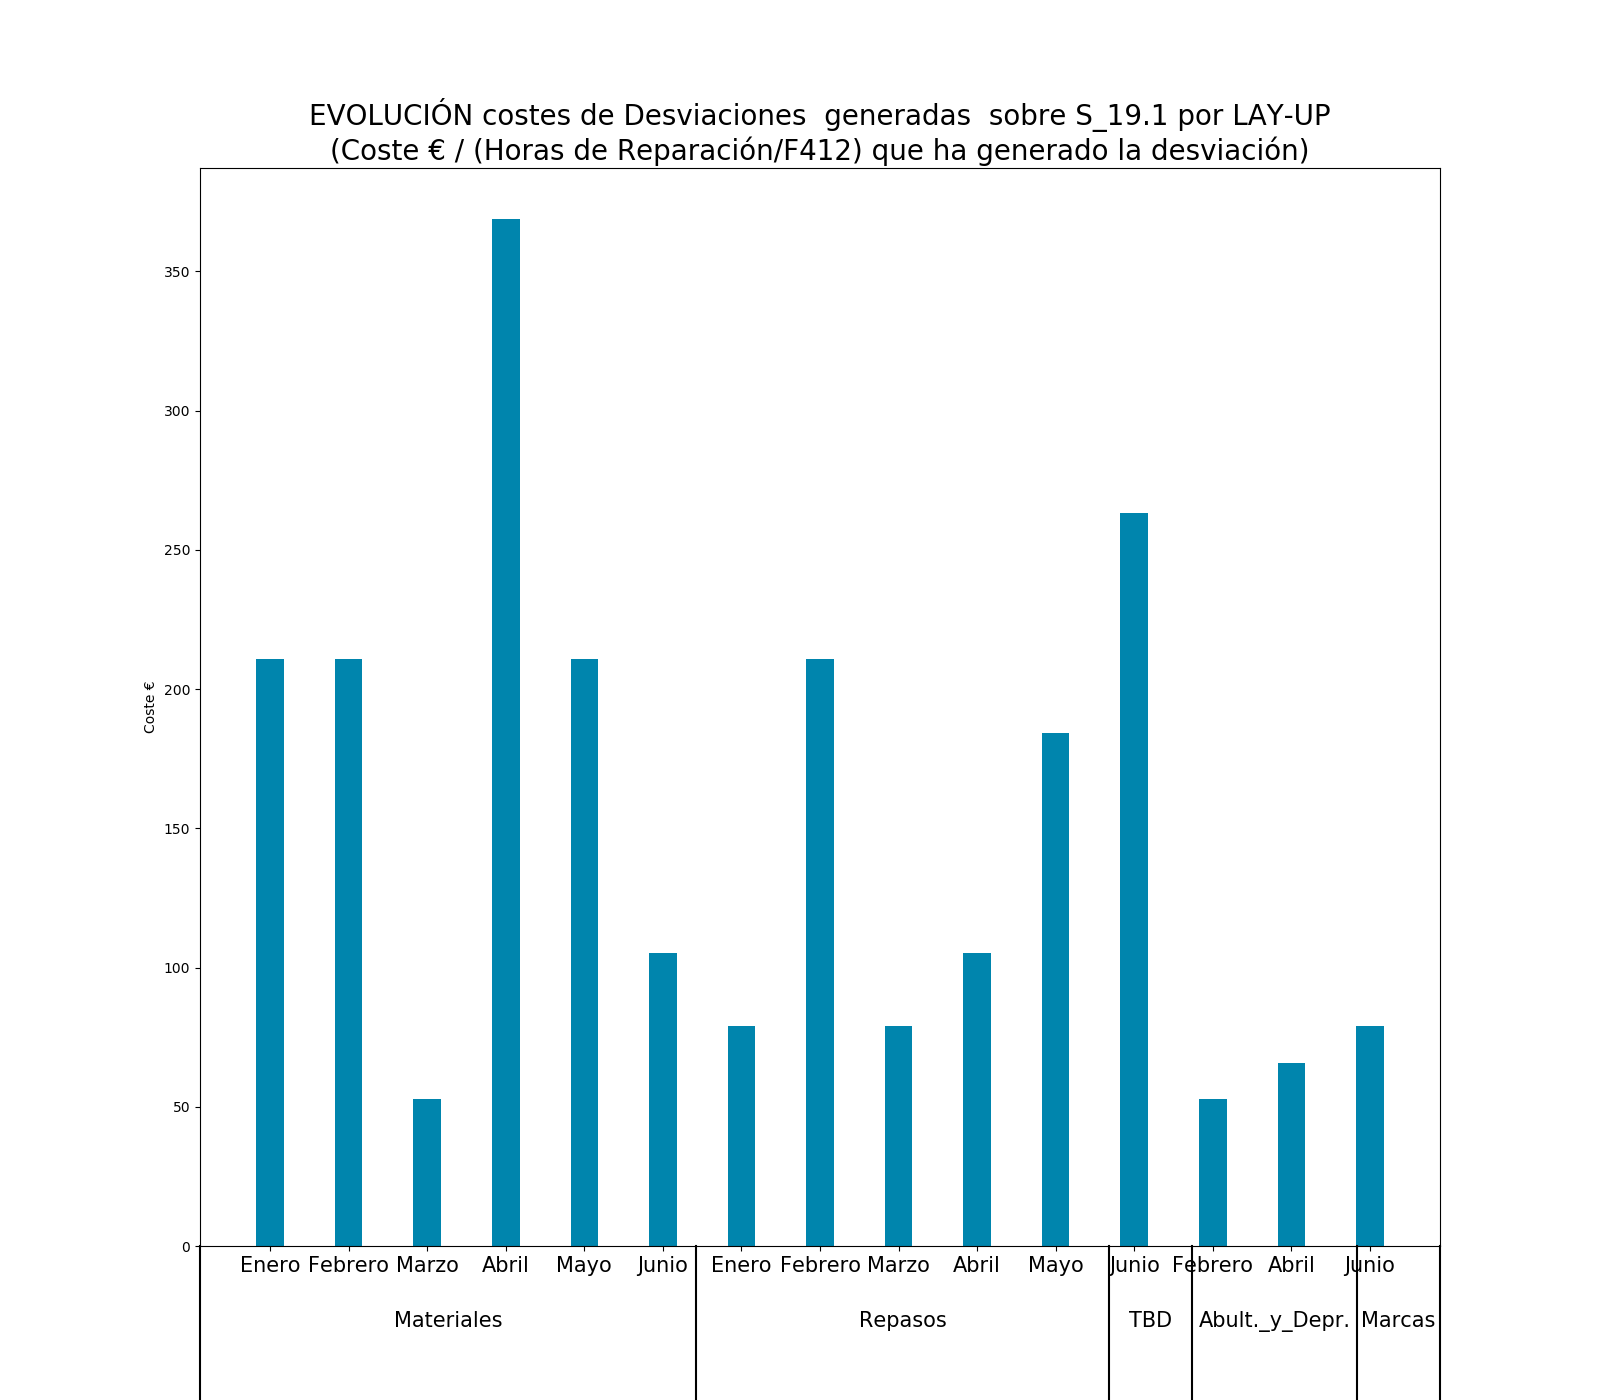 EVOLUCIÓN costes de Desviaciones  generadas  sobre S_19.1 por LAY-UP
(Coste € / (Horas de Reparación/F412) que ha generado la desviación)
350
300
250
200
150
100
50
0
Coste €
Enero Febrero Marzo Abril Mayo Junio Enero Febrero Marzo Abril Mayo Junio Febrero Abril Junio
Materiales Repasos TBD Abult._y_Depr. Marcas